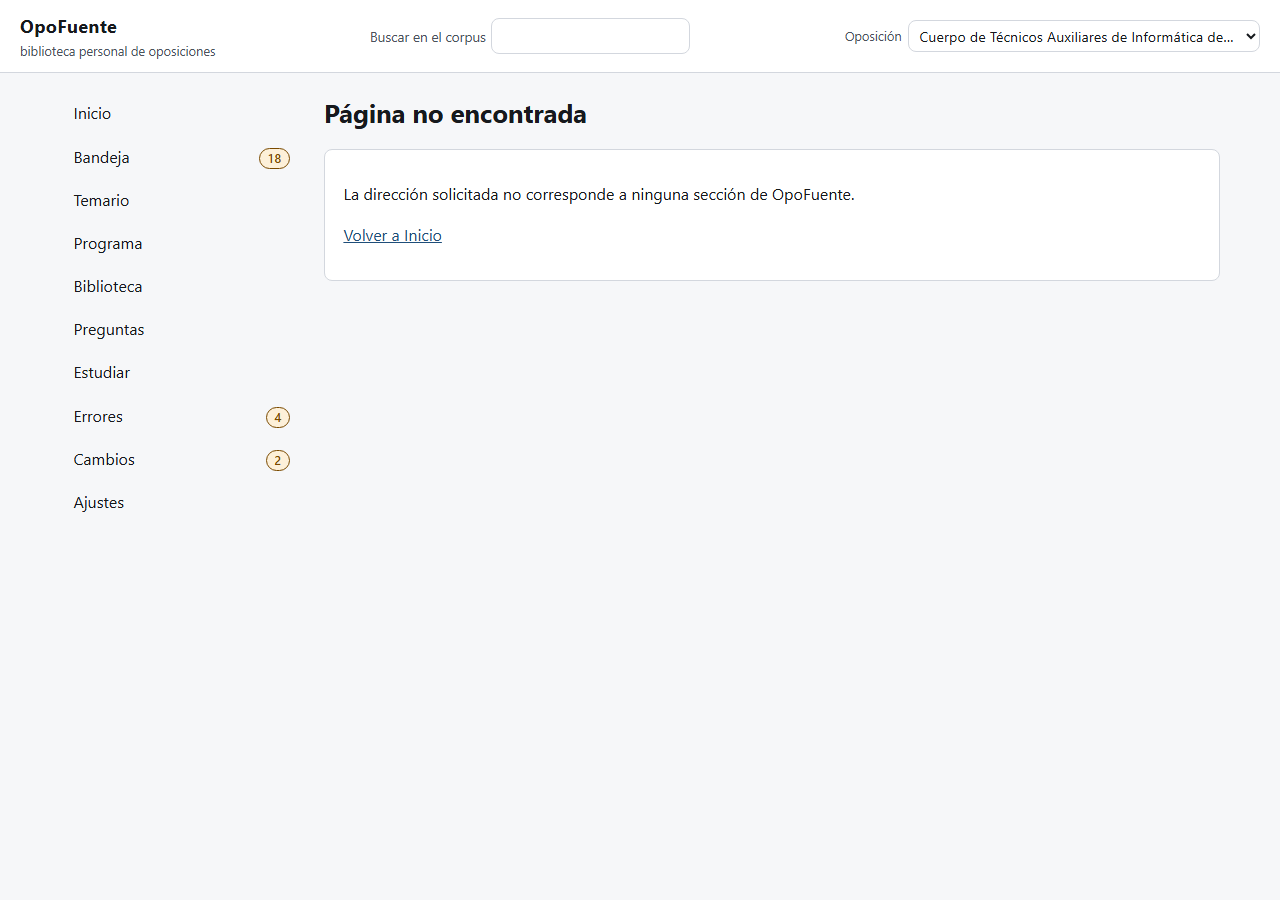 OpoFuente
biblioteca personal de oposiciones
Buscar en el corpus
Oposición
Cuerpo de Técnicos Auxiliares de Informática de...
Inicio
Bandeja 18
Temario
Programa
Biblioteca
Preguntas
Estudiar
Errores 4
Cambios 2
Ajustes
Página no encontrada
La dirección solicitada no corresponde a ninguna sección de OpoFuente.
Volver a Inicio